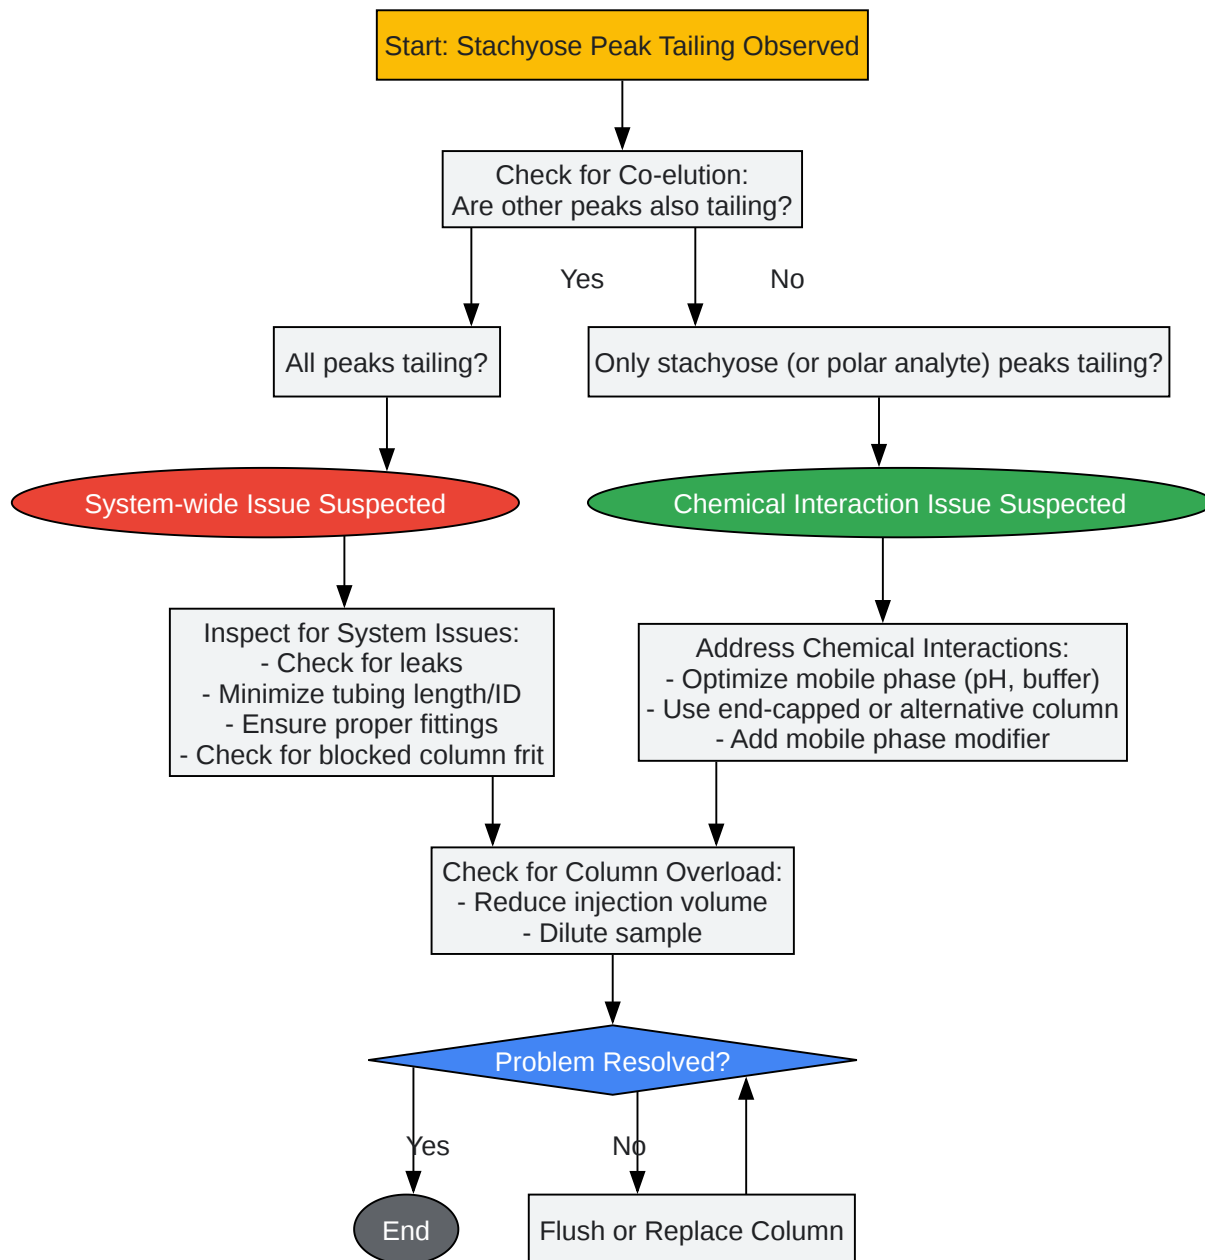 Start: Stachyose Peak Tailing Observed
Check for Co-elution:
Are other peaks also tailing?
Yes
No
All peaks tailing?
Only stachyose (or polar analyte) peaks tailing?
System-wide Issue Suspected
Chemical Interaction Issue Suspected
Inspect for System Issues:
- Check for leaks
- Minimize tubing length/ID
- Ensure proper fittings
- Check for blocked column frit
Address Chemical Interactions:
- Optimize mobile phase (pH, buffer)
- Use end-capped or alternative column
- Add mobile phase modifier
Check for Column Overload:
- Reduce injection volume
- Dilute sample
Problem Resolved?
Yes
No
End
Flush or Replace Column